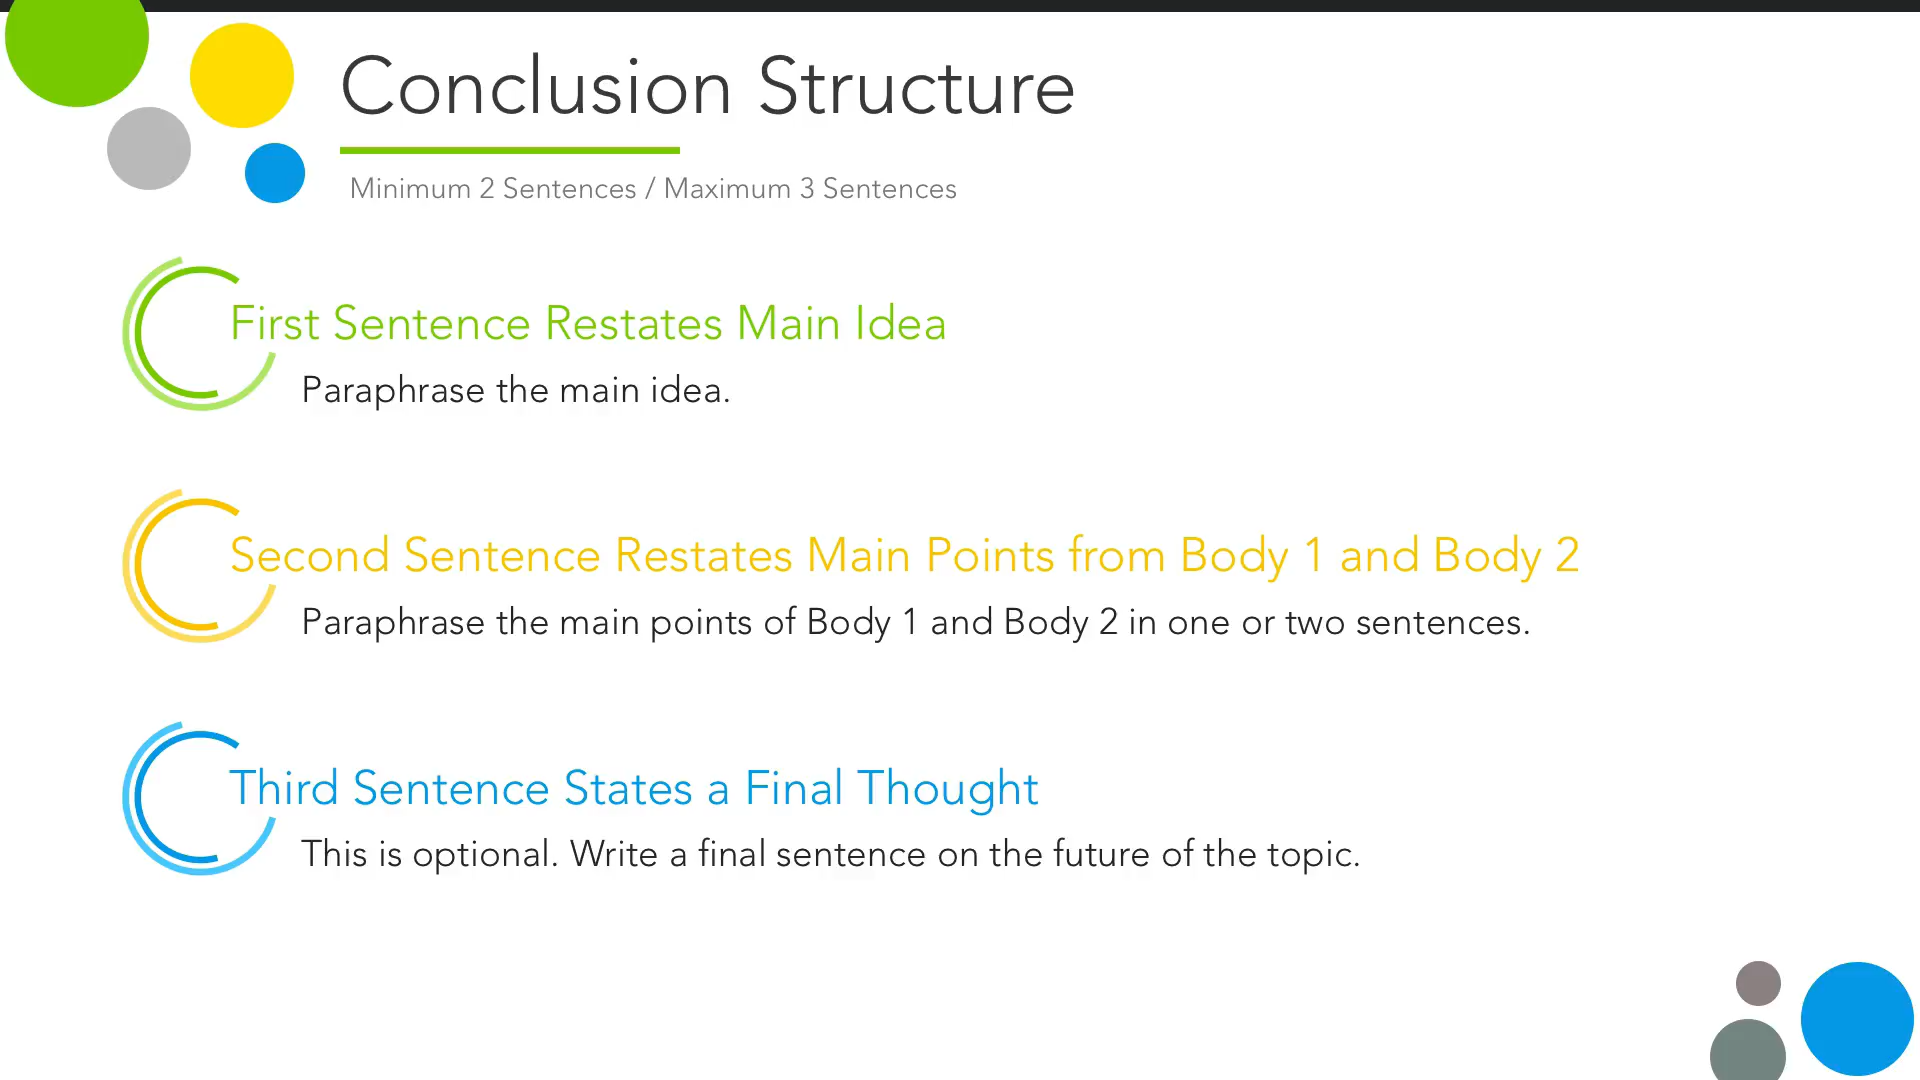 Conclusion Structure
Minimum 2 Sentences / Maximum 3 Sentences
First Sentence Restates Main Idea
Paraphrase the main idea.
Second Sentence Restates Main Points from Body 1 and Body 2
Paraphrase the main points of Body 1 and Body 2 in one or two sentences.
Third Sentence States a Final Thought
This is optional. Write a final sentence on the future of the topic.